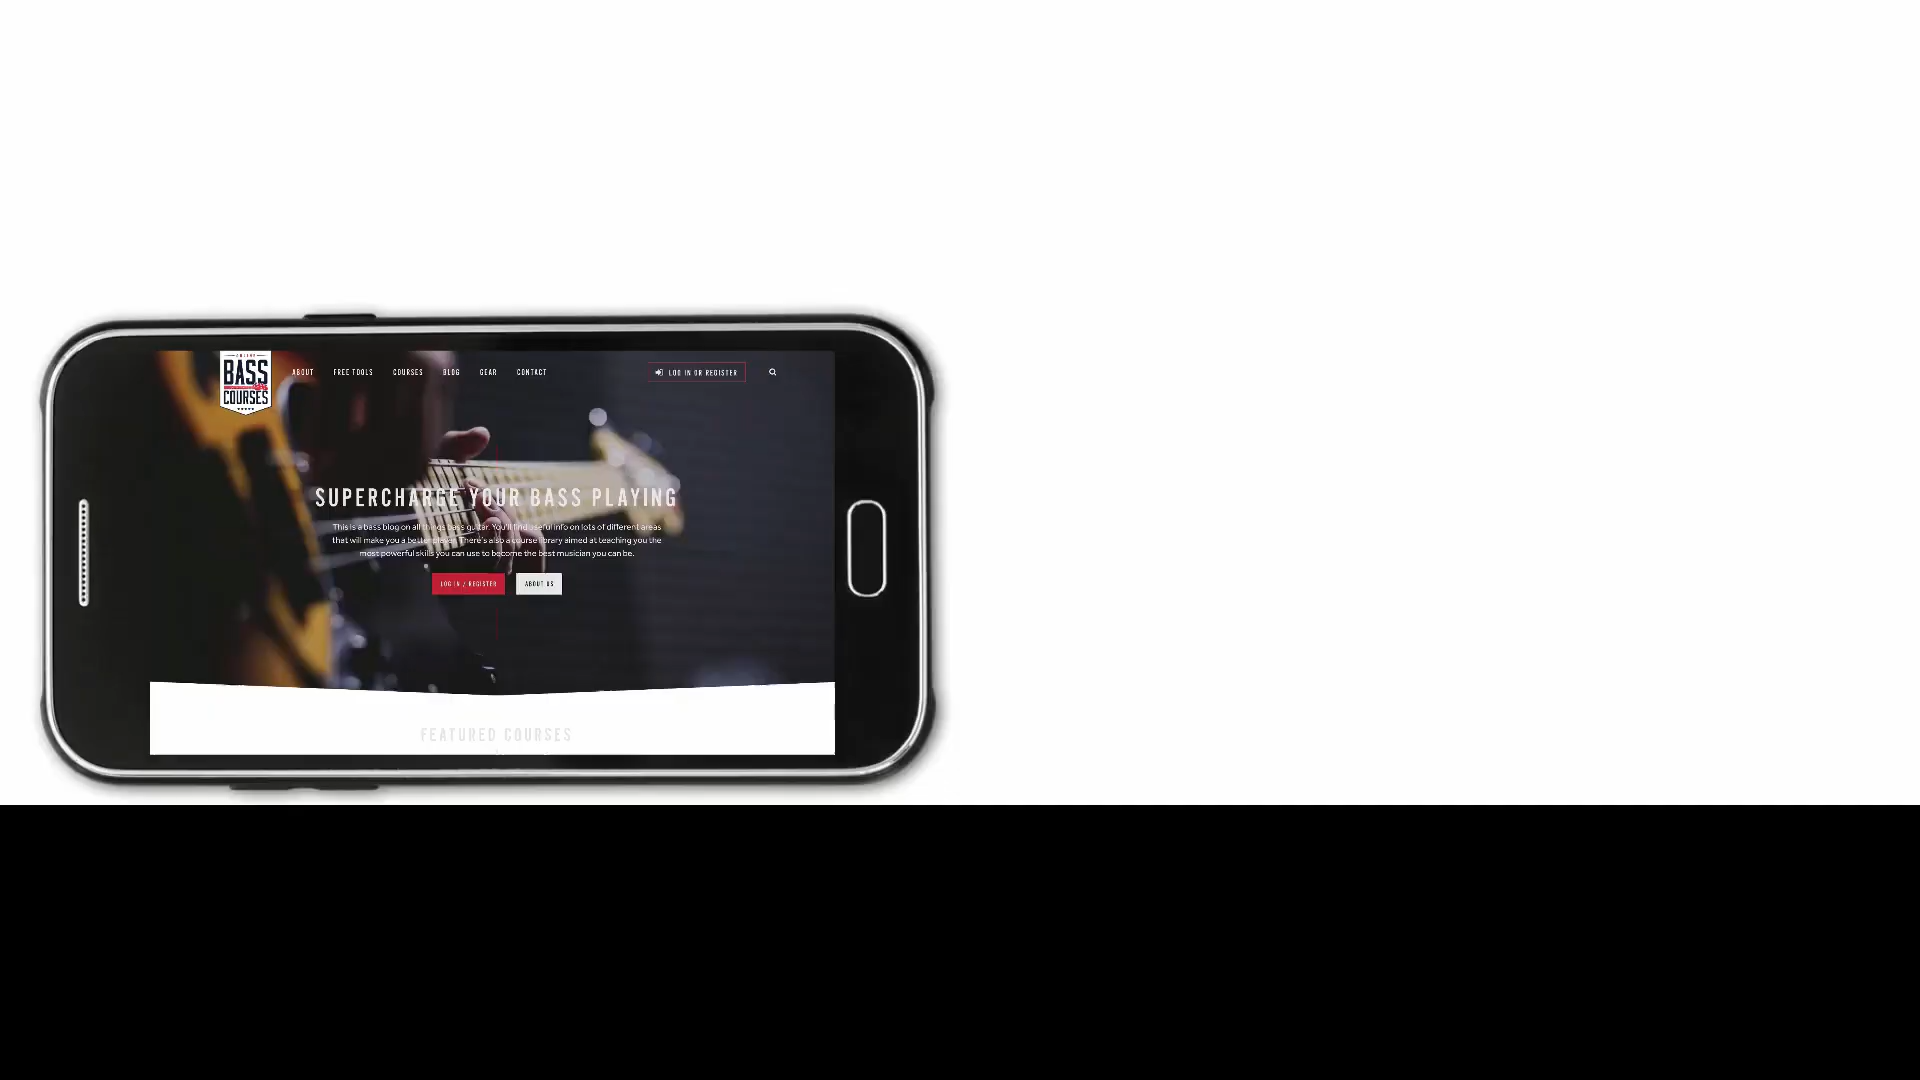 ONLINE
BASS
COURSES
ABOUT
FREE TOOLS
COURSES
BLOG
GEAR
CONTACT
LOG IN OR REGISTER
SUPERCHARGE YOUR BASS PLAYING
This is a bass blog on all things bass guitar. You'll find useful info on lots of different areas
that will make you a better player. There's also a course library aimed at teaching you the
most powerful skills you can use to become the best musician you can be.
LOG IN / REGISTER
ABOUT US
FEATURED COURSES